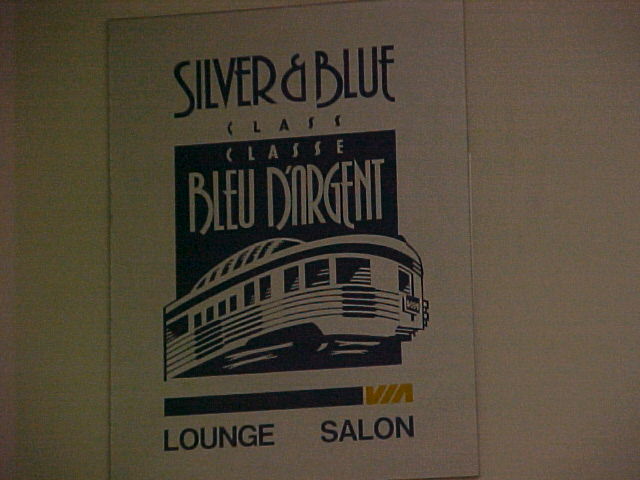 SILVER & BLUE
CLASS
CLASSE
BLEU D'ARGENT
VIA
LOUNGE SALON